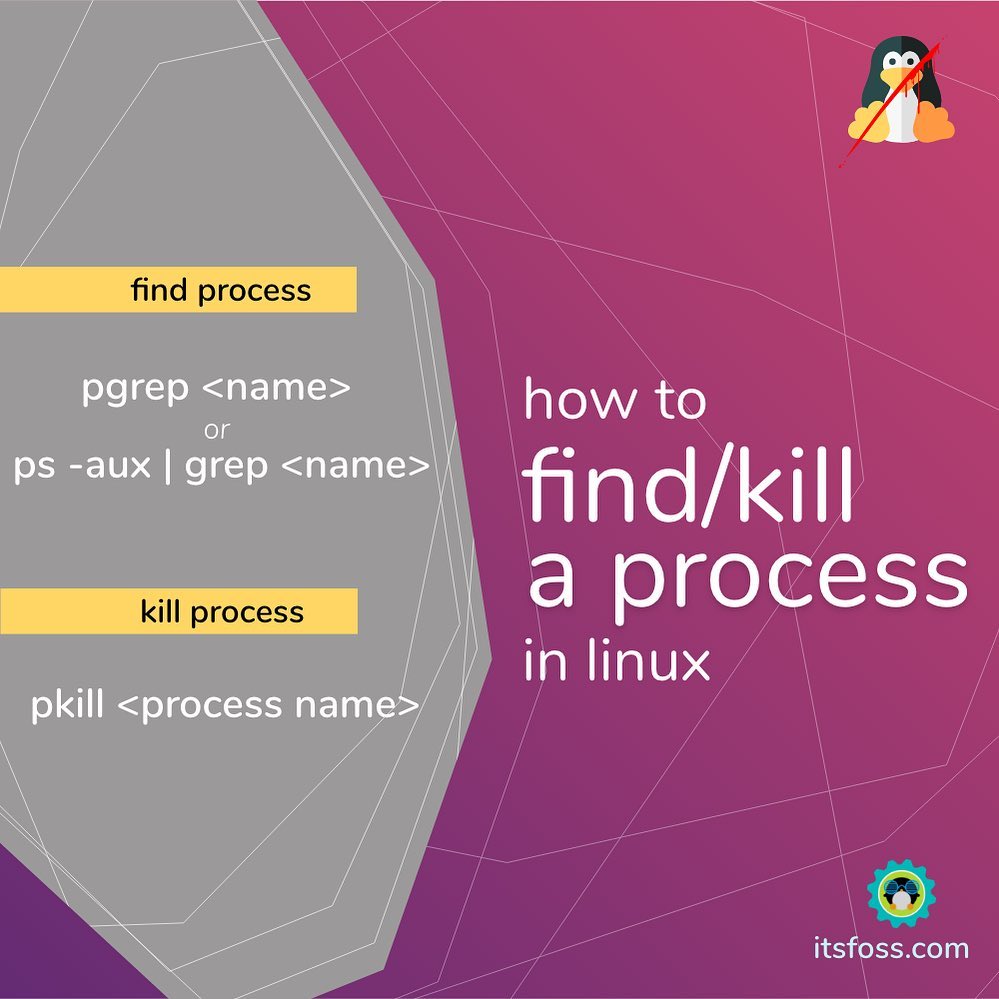 find process
pgrep <name>
or
ps -aux | grep <name>
kill process
pkill <process name>
how to
find/kill
a process
in linux
itsfoss.com